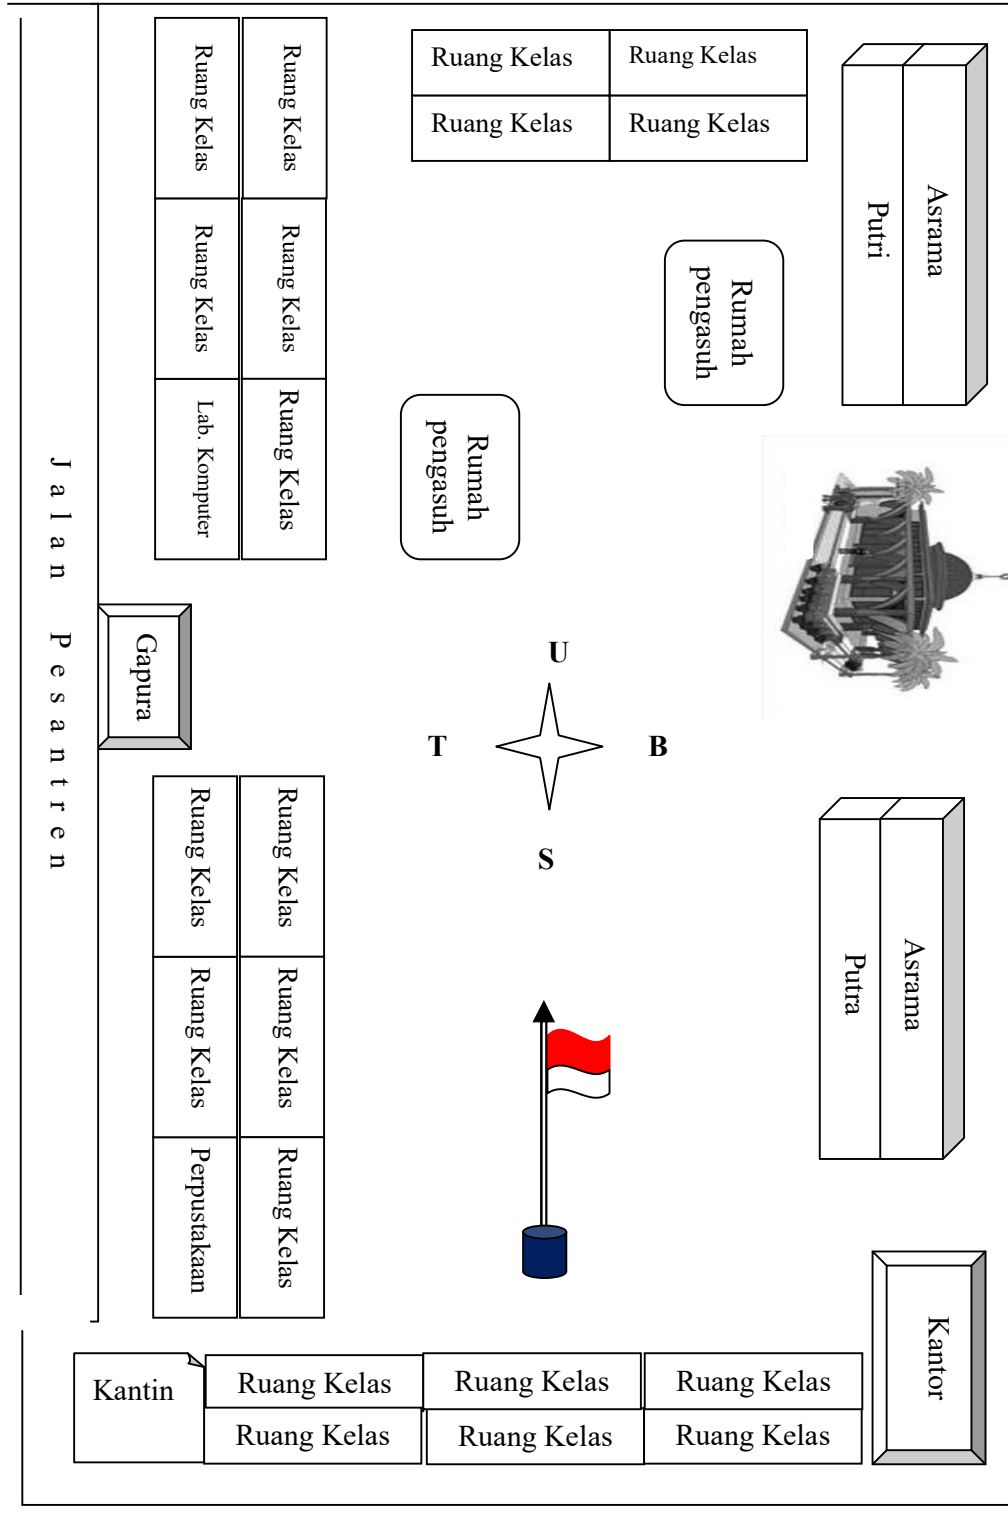 Ruang Kelas
Ruang Kelas
Ruang Kelas
Ruang Kelas
Ruang Kelas
Ruang Kelas
Asrama
Putri
Ruang Kelas
Ruang Kelas
Rumah
pengasuh
Lab. Komputer
Ruang Kelas
Rumah
pengasuh
Jalan Pesantren
Gapura
U
T
B
S
Ruang Kelas
Ruang Kelas
Ruang Kelas
Ruang Kelas
Asrama
Putra
Perpustakaan
Ruang Kelas
Kantor
Kantin
Ruang Kelas
Ruang Kelas
Ruang Kelas
Ruang Kelas
Ruang Kelas
Ruang Kelas